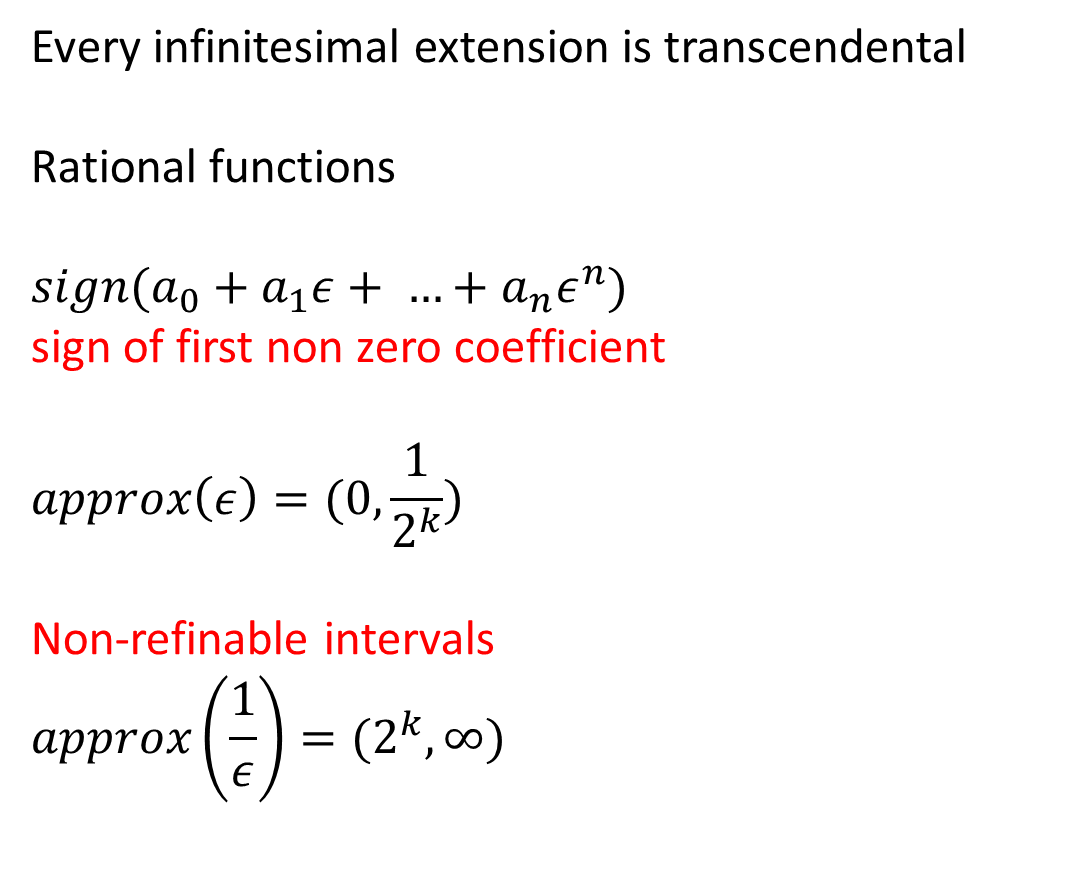 Every infinitesimal extension is transcendental
Rational functions
sign(a₀ + a₁ϵ + … + aₙϵⁿ)
sign of first non zero coefficient
approx(ϵ) = (0, 1/2ᵏ)
Non-refinable intervals
approx(1/ϵ) = (2ᵏ, ∞)